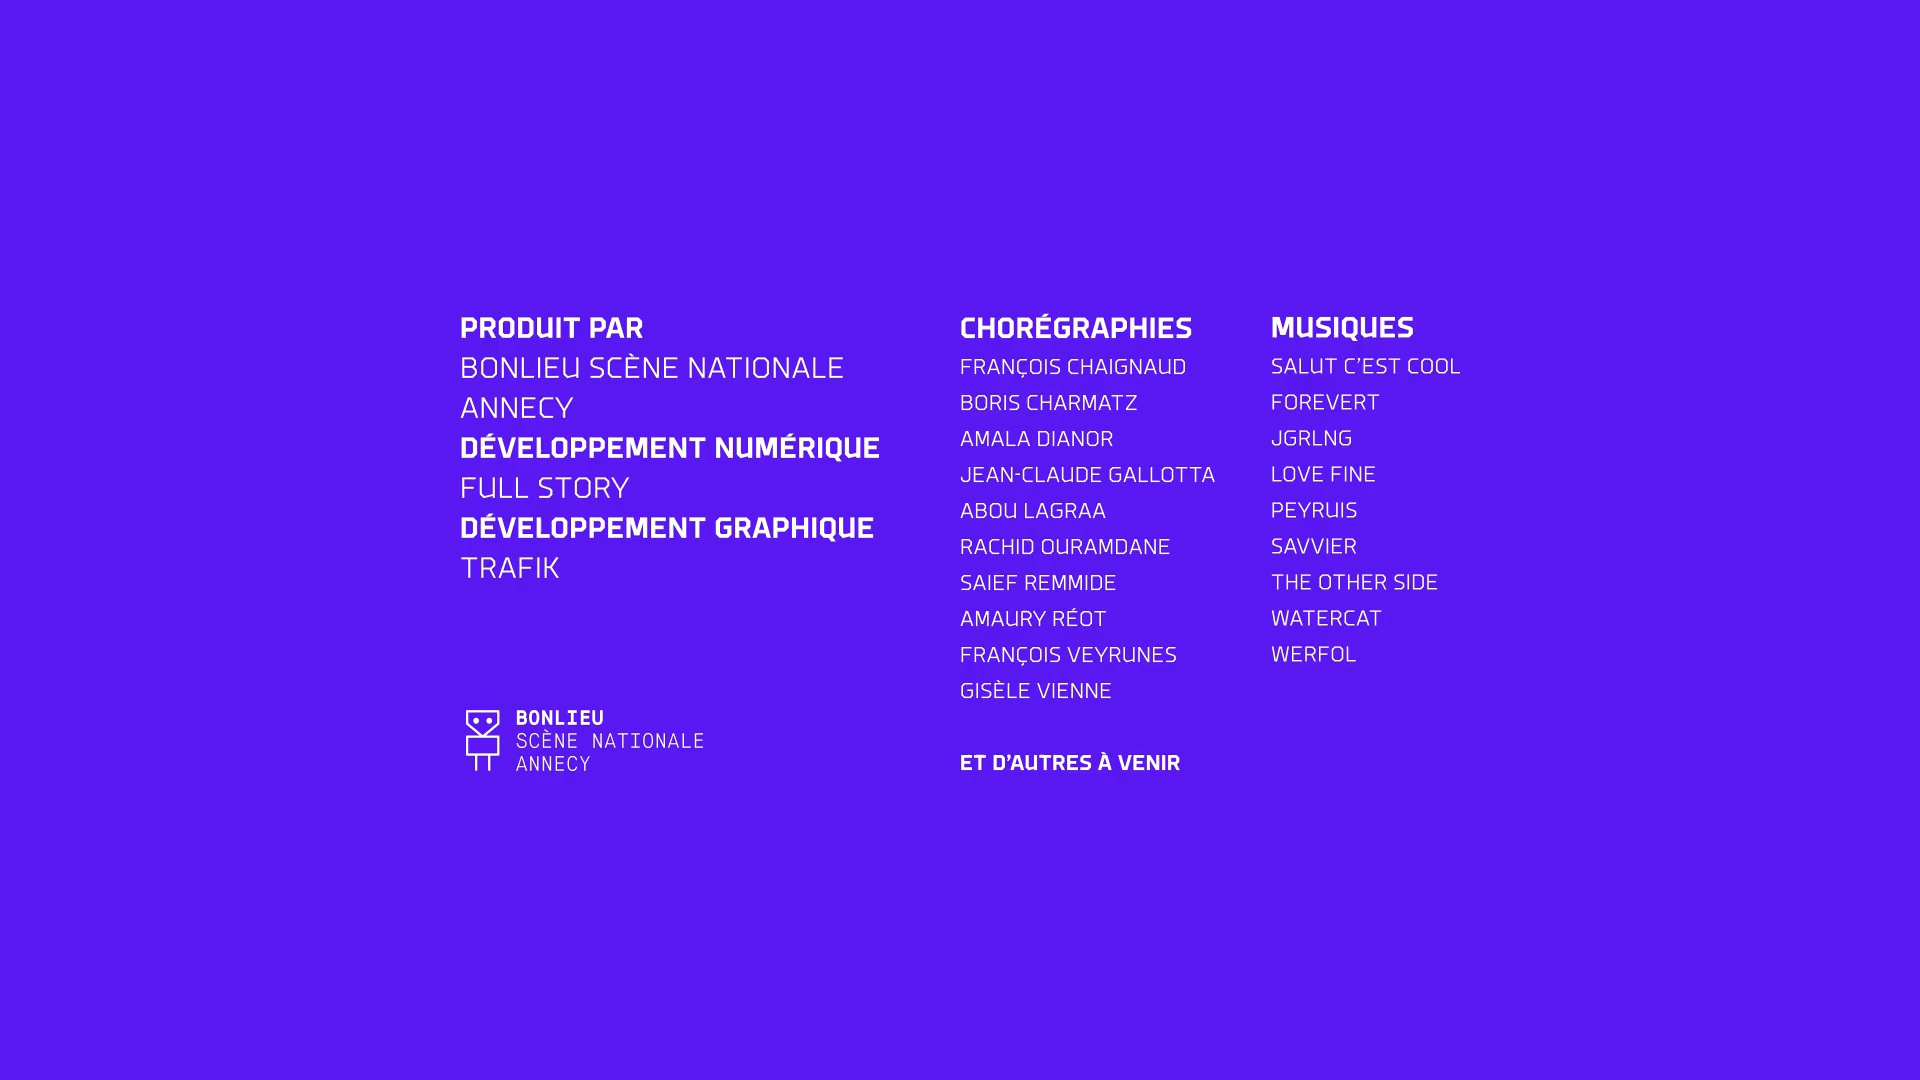 PRODUIT PAR
BONLIEU SCÈNE NATIONALE
ANNECY
DÉVELOPPEMENT NUMÉRIQUE
FULL STORY
DÉVELOPPEMENT GRAPHIQUE
TRAFIK
BONLIEU
SCÈNE NATIONALE
ANNECY
CHORÉGRAPHIES
FRANÇOIS CHAIGNAUD
BORIS CHARMATZ
AMALA DIANOR
JEAN-CLAUDE GALLOTTA
ABOU LAGRAA
RACHID OURAMDANE
SAIEF REMMIDE
AMAURY RÉOT
FRANÇOIS VEYRUNES
GISÈLE VIENNE
ET D’AUTRES À VENIR
MUSIQUES
SALUT C’EST COOL
FOREVERT
JGRLNG
LOVE FINE
PEYRUIS
SAVVIER
THE OTHER SIDE
WATERCAT
WERFOL